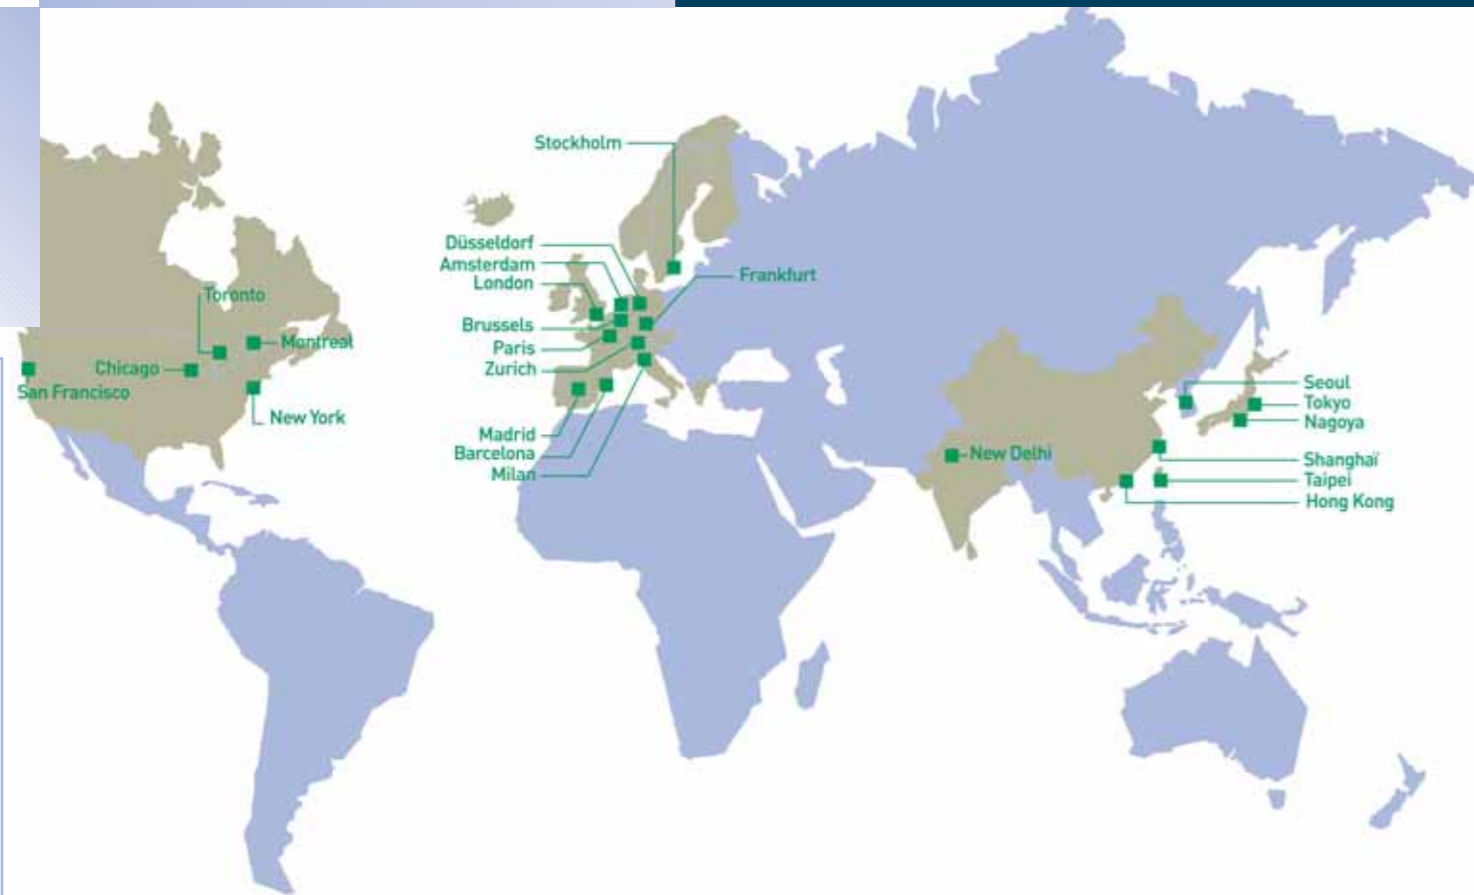 Stockholm
Düsseldorf
Amsterdam
London
Frankfurt
Brussels
Paris
Zurich
Madrid
Barcelona
Milan
Toronto
Montreal
Chicago
San Francisco
New York
New Delhi
Seoul
Tokyo
Nagoya
Shanghaï
Taipei
Hong Kong